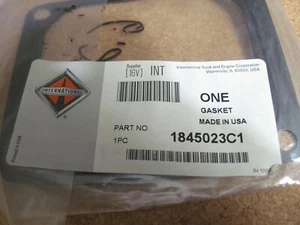 Supplier
[16V] INT
International Truck and Engine Corporation
Warrenville, IL 60555, USA
INTERNATIONAL
ONE
GASKET
MADE IN USA
PART NO.
1PC
1845023C1